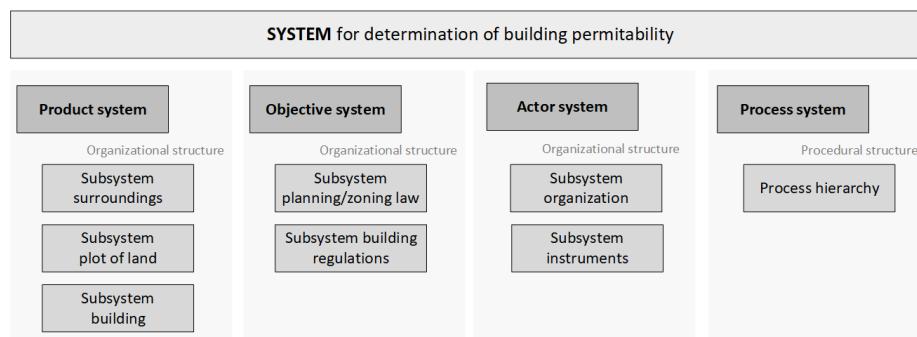 SYSTEM for determination of building permitability
Product system
Organizational structure
Subsystem
surroundings
Subsystem
plot of land
Subsystem
building
Objective system
Organizational structure
Subsystem
planning/zoning law
Subsystem building
regulations
Actor system
Organizational structure
Subsystem
organization
Subsystem
instruments
Process system
Procedural structure
Process hierarchy